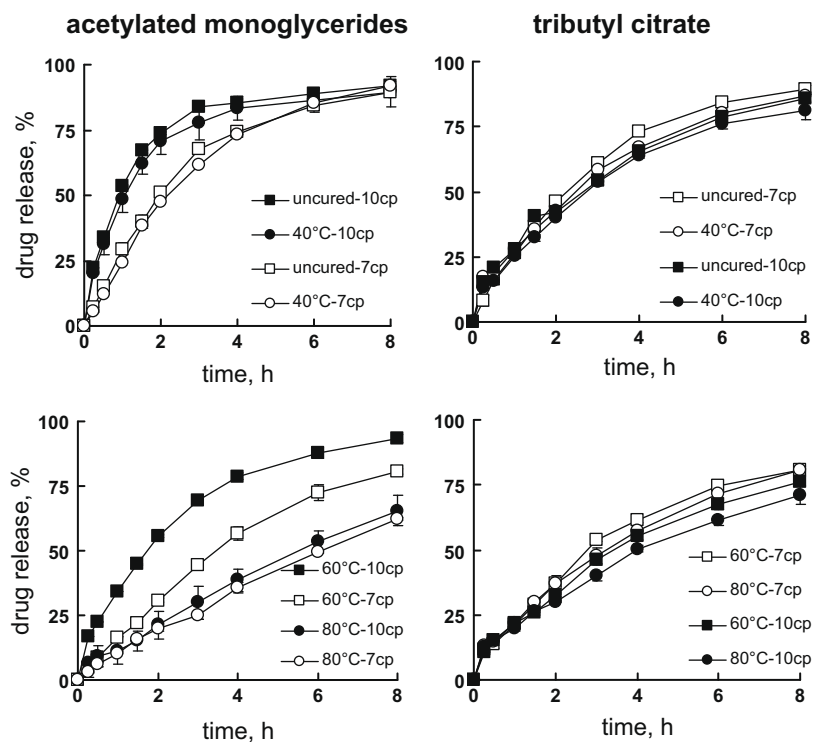 acetylated monoglycerides
tributyl citrate
100
75
50
25
0
drug release, %
uncured-10cp
40°C-10cp
uncured-7cp
40°C-7cp
0 2 4 6 8
time, h
100
75
50
25
0
uncured-7cp
40°C-7cp
uncured-10cp
40°C-10cp
0 2 4 6 8
time, h
100
75
50
25
0
drug release, %
60°C-10cp
60°C-7cp
80°C-10cp
80°C-7cp
0 2 4 6 8
time, h
100
75
50
25
0
60°C-7cp
80°C-7cp
60°C-10cp
80°C-10cp
0 2 4 6 8
time, h